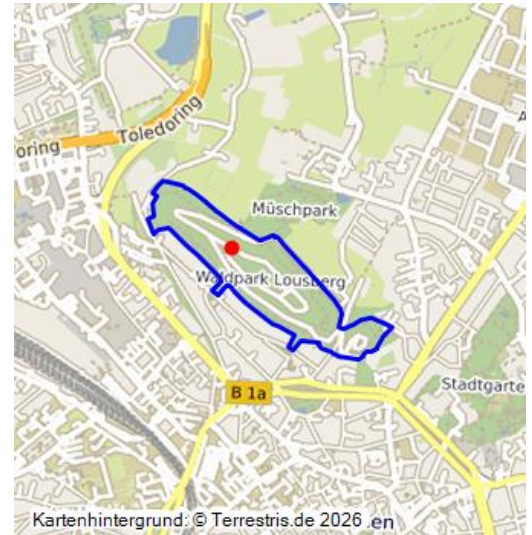 Toledoring
oring
A
Müschpark
Waldpark Lousberg
Stadtgarte
B 1a
Kartenhintergrund: © Terrestris.de 2026
en